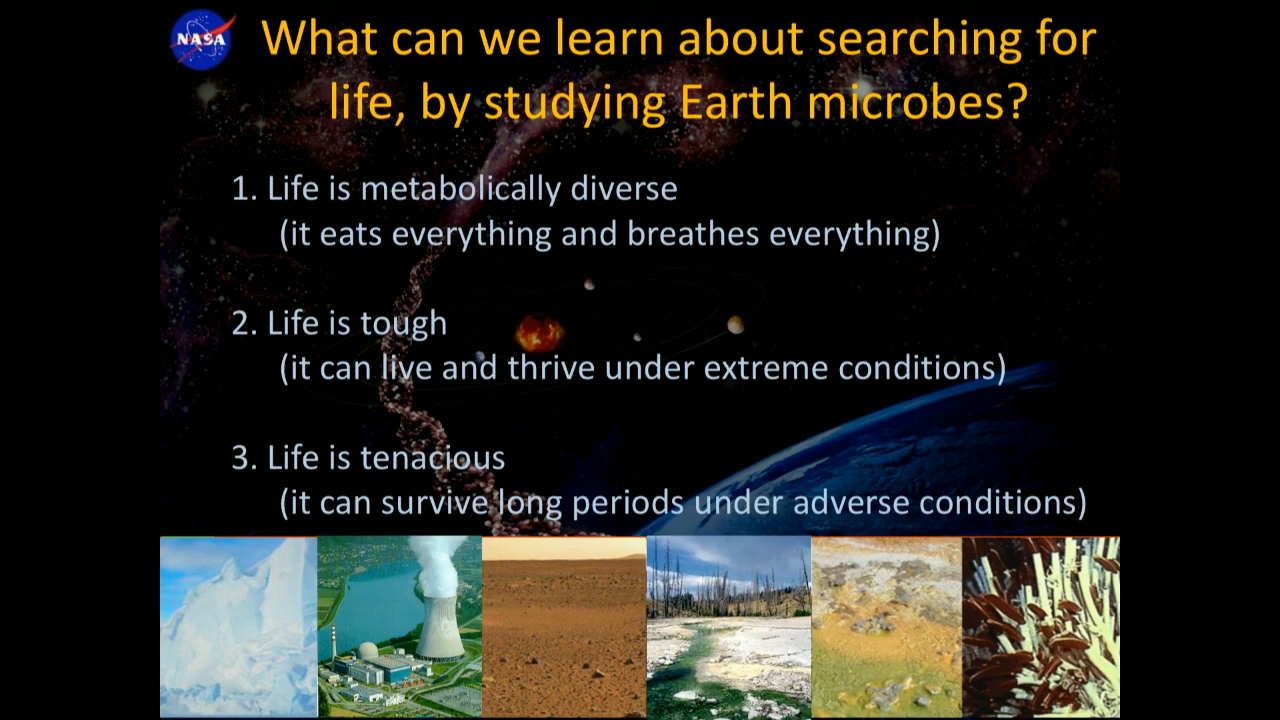 NASA
What can we learn about searching for
life, by studying Earth microbes?
1. Life is metabolically diverse
(it eats everything and breathes everything)
2. Life is tough
(it can live and thrive under extreme conditions)
3. Life is tenacious
(it can survive long periods under adverse conditions)